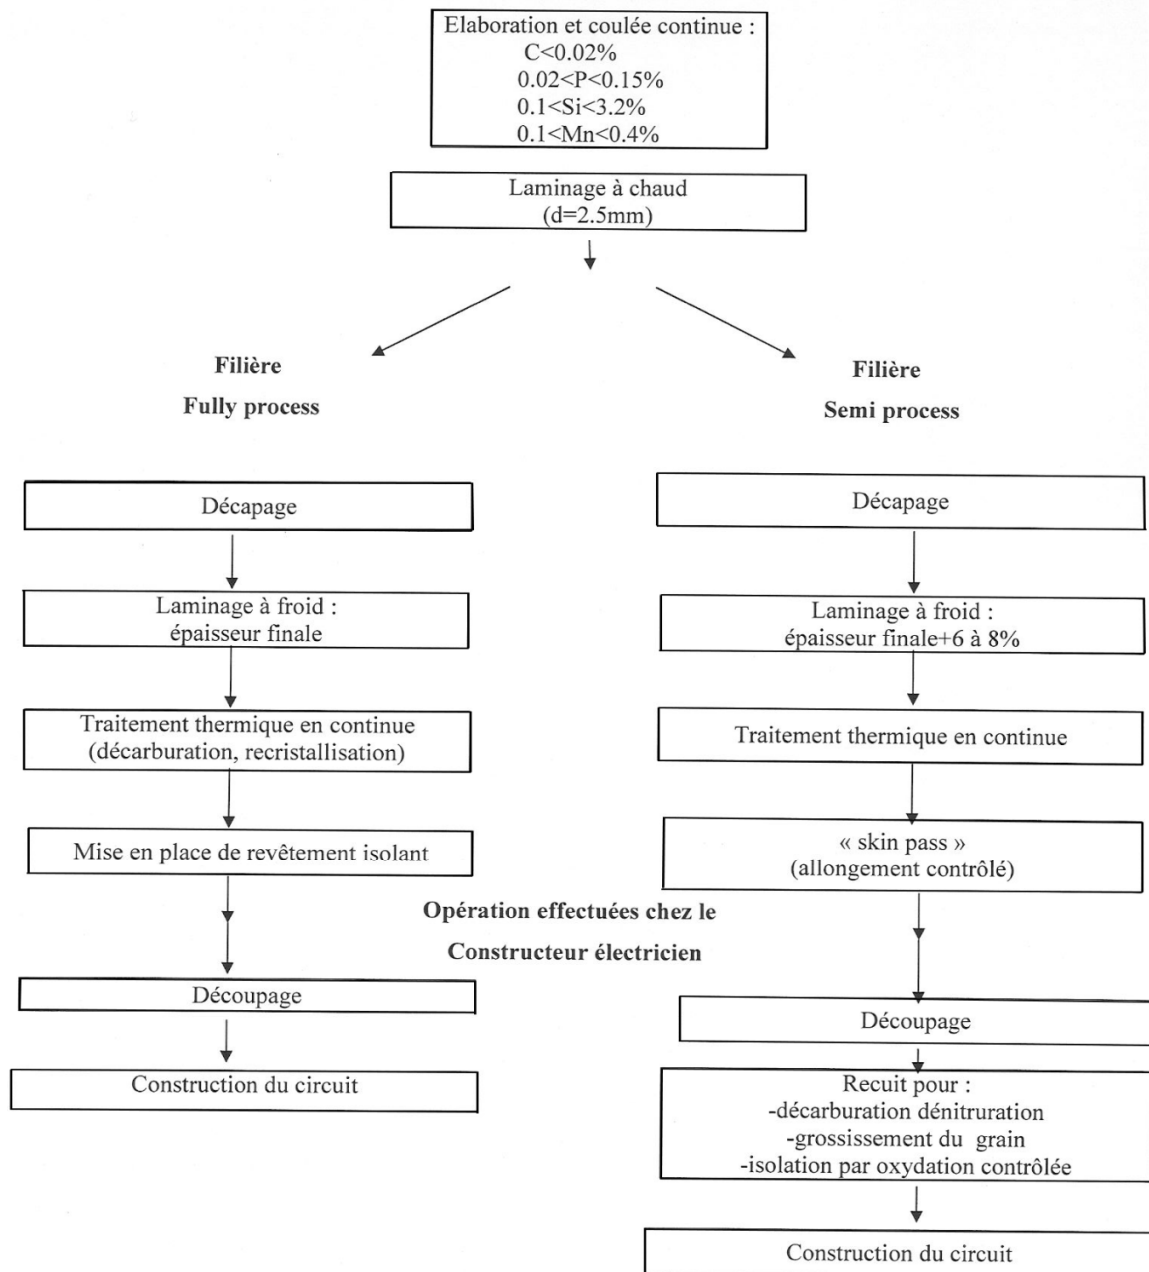 Elaboration et coulée continue :
C<0.02%
0.02<P<0.15%
0.1<Si<3.2%
0.1<Mn<0.4%
Laminage à chaud
(d=2.5mm)
Filière
Fully process
Filière
Semi process
Décapage
Laminage à froid :
épaisseur finale
Traitement thermique en continue
(décarburation, recristallisation)
Mise en place de revêtement isolant
Décapage
Laminage à froid :
épaisseur finale+6 à 8%
Traitement thermique en continue
« skin pass »
(allongement contrôlé)
Opération effectuées chez le
Constructeur électricien
Découpage
Construction du circuit
Découpage
Recuit pour :
-décarburation dénitruration
-grossissement du grain
-isolation par oxydation contrôlée
Construction du circuit